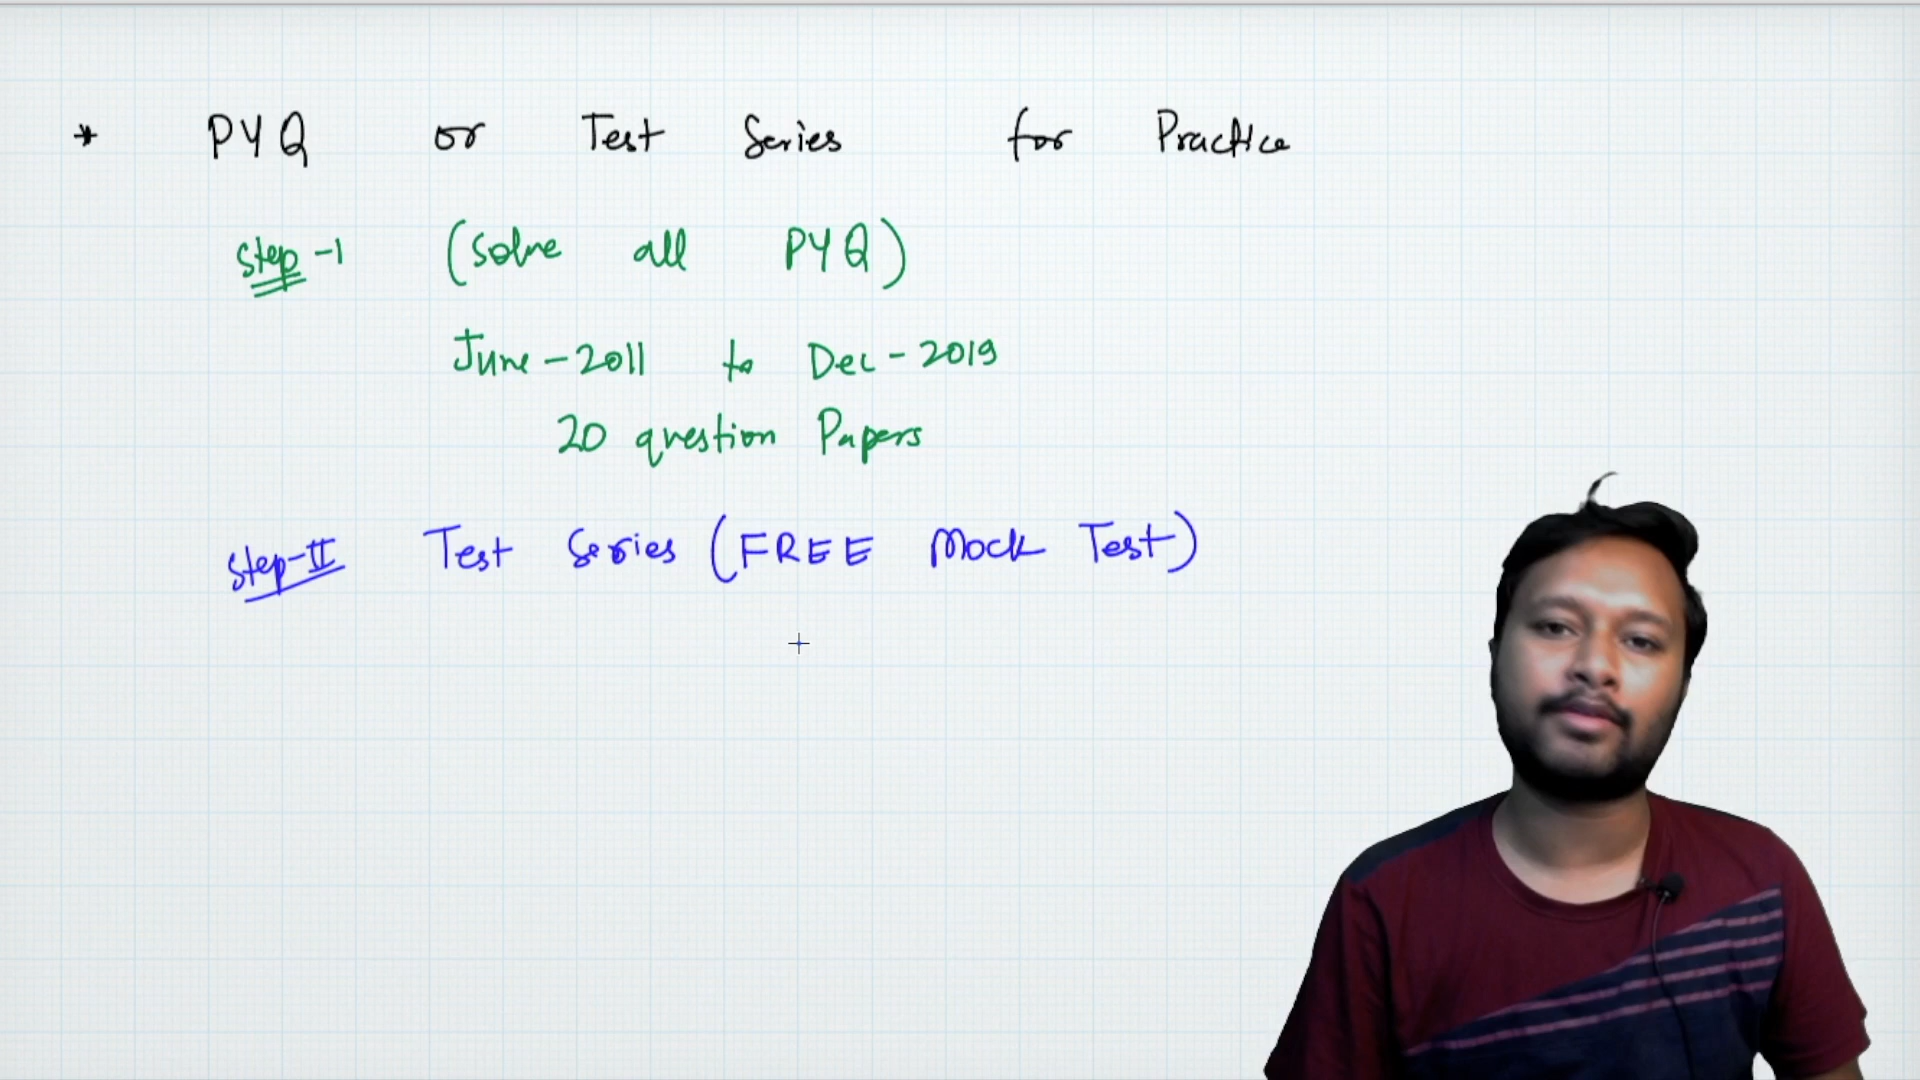 * PYQ or Test Series for Practice
Step-1 (Solve all PYQ)
June-2011 to Dec-2019
20 question Papers
Step-II Test Series (FREE Mock Test)